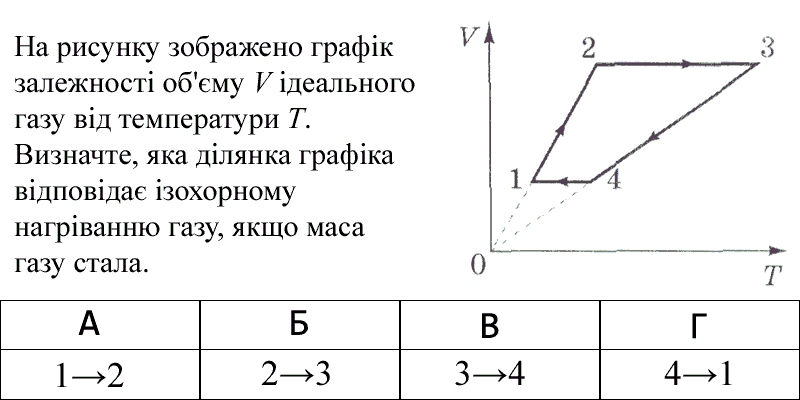 На рисунку зображено графік
залежності об'єму V ідеального
газу від температури T.
Визначте, яка ділянка графіка
відповідає ізохорному
нагріванню газу, якщо маса
газу стала.
V
2
3
1
4
0
T
А Б В Г
1→2 2→3 3→4 4→1